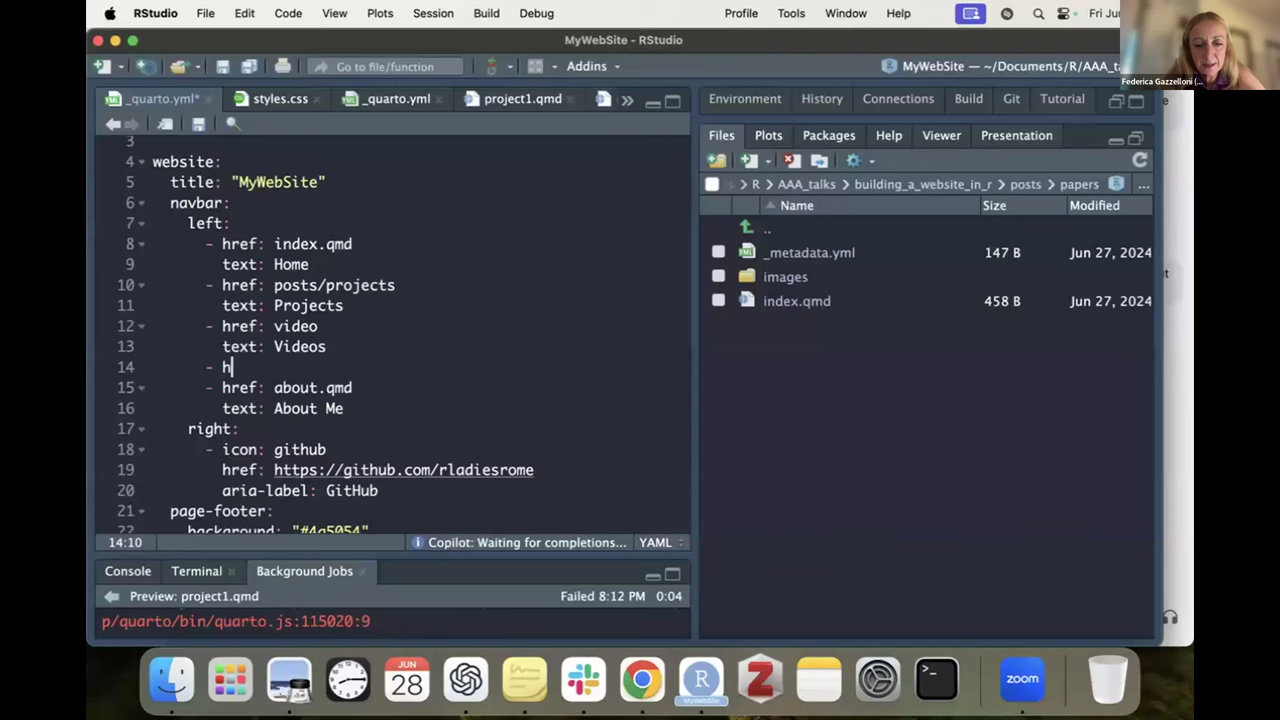 RStudio File Edit Code View Plots Session Build Debug Profile Tools Window Help Fri Jun
MyWebSite - RStudio
Federica Gazzelloni (...
Go to file/function Addins MyWebSite — ~/Documents/R/AAA_t
_quarto.yml* styles.css _quarto.yml project1.qmd
Environment History Connections Build Git Tutorial
Files Plots Packages Help Viewer Presentation
R AAA_talks building_a_website_in_r posts papers ...
Name Size Modified
..
_metadata.yml 147 B Jun 27, 2024
images
index.qmd 458 B Jun 27, 2024
3
4 website:
5 title: "MyWebSite"
6 navbar:
7 left:
8 - href: index.qmd
9 text: Home
10 - href: posts/projects
11 text: Projects
12 - href: video
13 text: Videos
14 - h
15 - href: about.qmd
16 text: About Me
17 right:
18 - icon: github
19 href: https://github.com/rladiesrome
20 aria-label: GitHub
21 page-footer:
22 background: "#4a5054"
14:10 Copilot: Waiting for completions... YAML
Console Terminal Background Jobs
Preview: project1.qmd Failed 8:12 PM 0:04
p/quarto/bin/quarto.js:115020:9
JUN
28
R
MyWebSite
Z
zoom